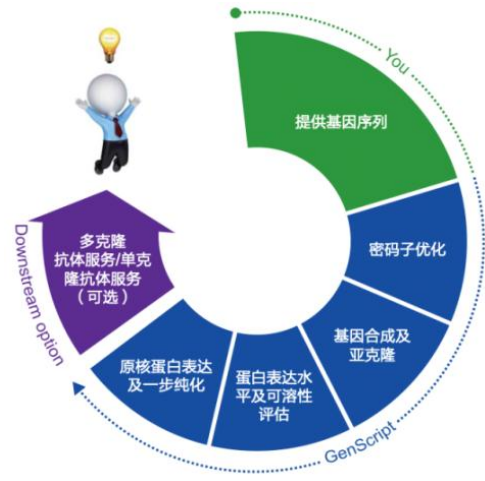 You
提供基因序列
密码子优化
基因合成及
亚克隆
蛋白表达水
平及可溶性
评估
原核蛋白表达
及一步纯化
多克隆
抗体服务/单克
隆抗体服务
（可选）
GenScript
Downstream option